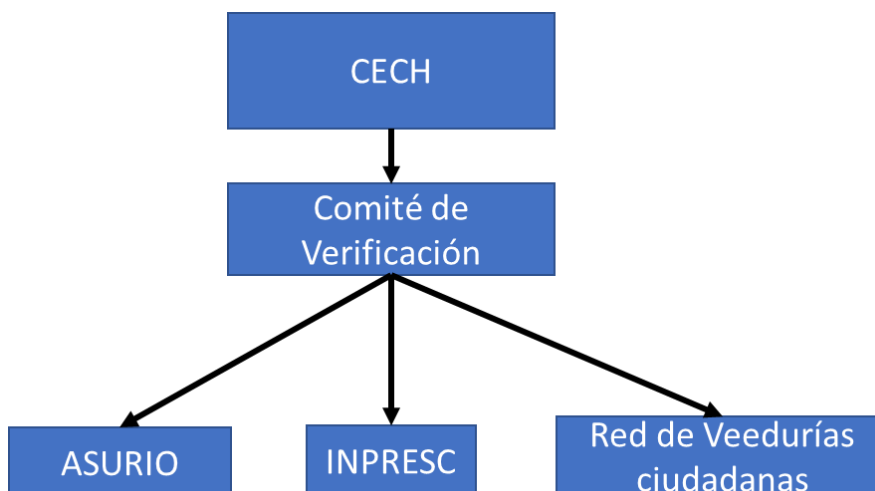 CECH
Comité de
Verificación
ASURIO
INPRESC
Red de Veedurías
ciudadanas